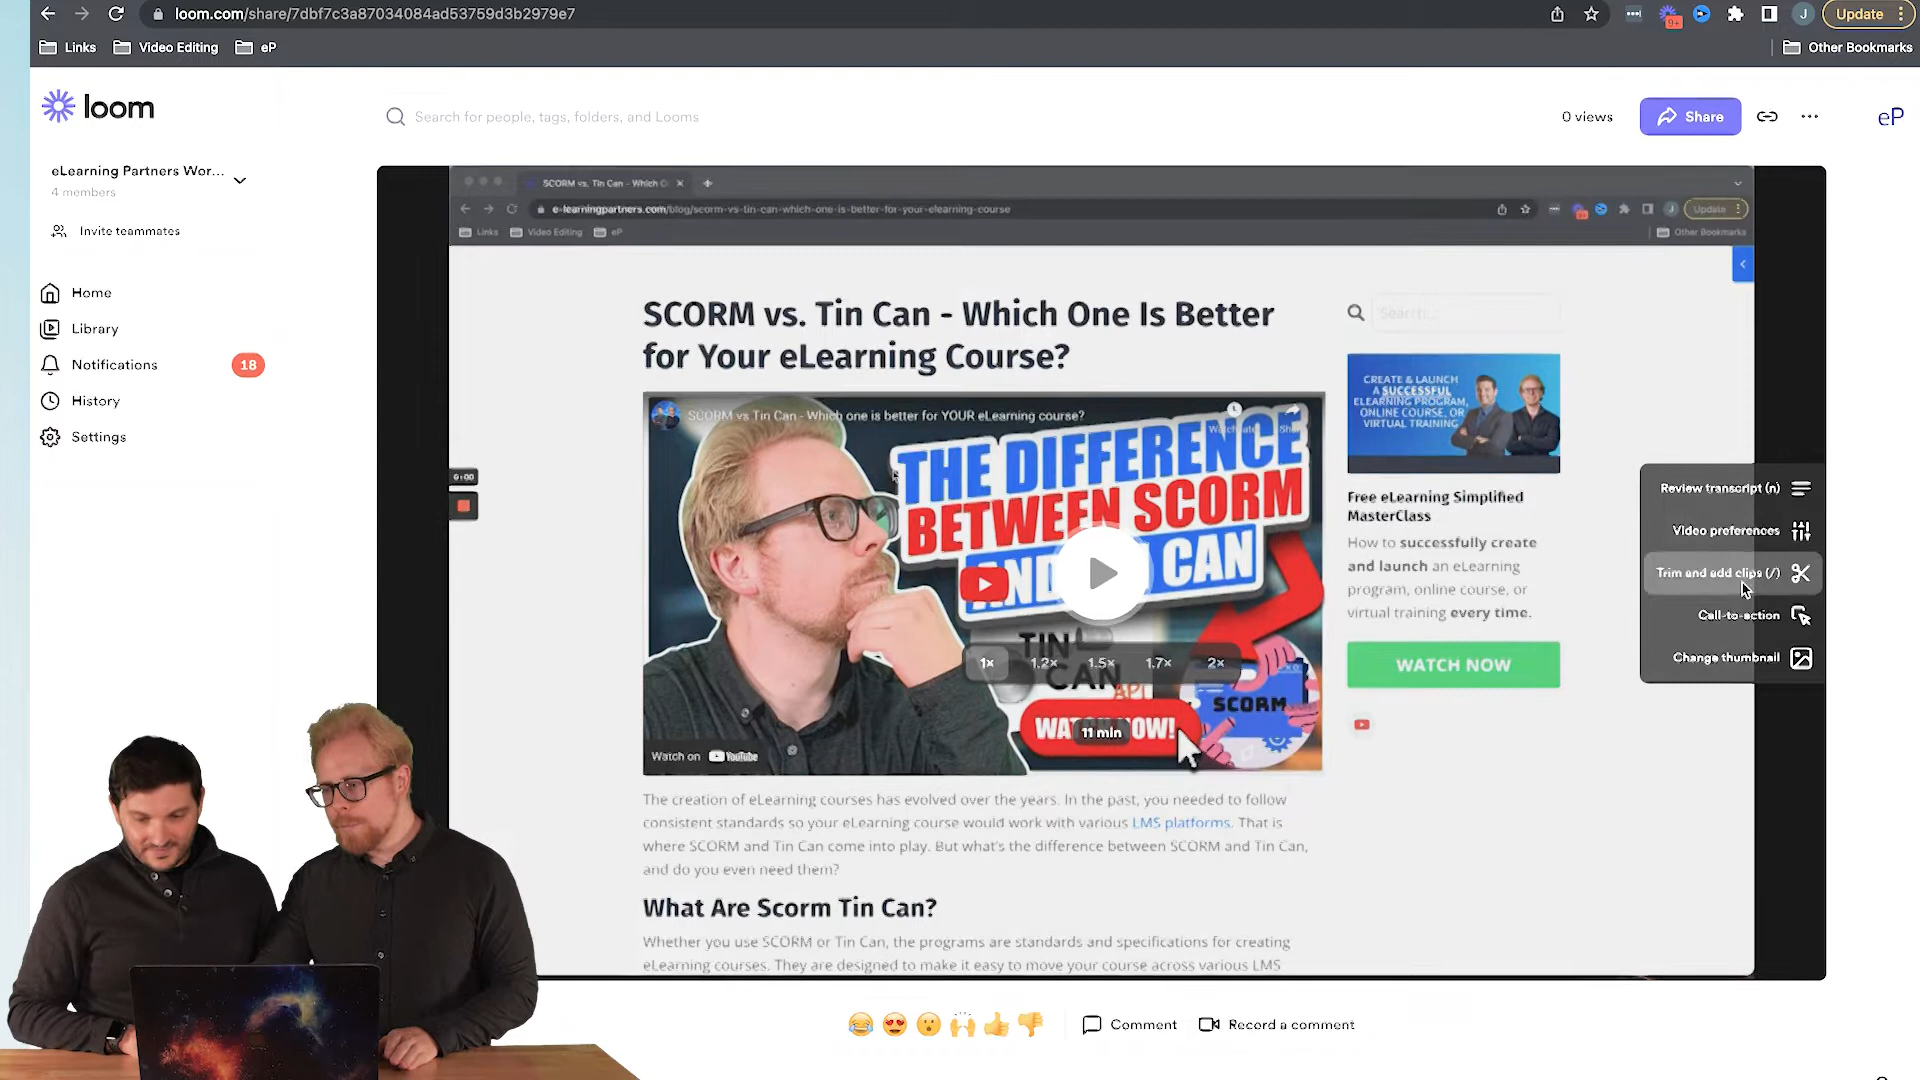 loom.com/share/7dbf7c3a87034084ad53759d3b2979e7
9+
J
Update
Links
Video Editing
eP
Other Bookmarks
loom
Search for people, tags, folders, and Looms
0 views
Share
eP
eLearning Partners Wor...
4 members
Invite teammates
Home
Library
Notifications
18
History
Settings
SCORM vs. Tin Can - Which O
e-learningpartners.com/blog/scorm-vs-tin-can-which-one-is-better-for-your-elearning-course
J
Update
Links
Video Editing
eP
Other Bookmarks
SCORM vs. Tin Can - Which One Is Better
for Your eLearning Course?
Search...
SCORM vs Tin Can - Which one is better for YOUR eLearning course?
THE DIFFERENCE
BETWEEN SCORM
AND CAN
TIN
CAN
API
SCORM
1×
1.2×
1.5×
1.7×
2×
11 min
Watch on
YouTube
CREATE & LAUNCH
A SUCCESSFUL
ELEARNING PROGRAM,
ONLINE COURSE, OR
VIRTUAL TRAINING
Free eLearning Simplified
MasterClass
How to successfully create
and launch an eLearning
program, online course, or
virtual training every time.
WATCH NOW
Review transcript (n)
Video preferences
Trim and add clips (/)
Call-to-action
Change thumbnail
The creation of eLearning courses has evolved over the years. In the past, you needed to follow
consistent standards so your eLearning course would work with various LMS platforms. That is
where SCORM and Tin Can come into play. But what's the difference between SCORM and Tin Can,
and do you even need them?
What Are Scorm Tin Can?
Whether you use SCORM or Tin Can, the programs are standards and specifications for creating
eLearning courses. They are designed to make it easy to move your course across various LMS
Comment
Record a comment